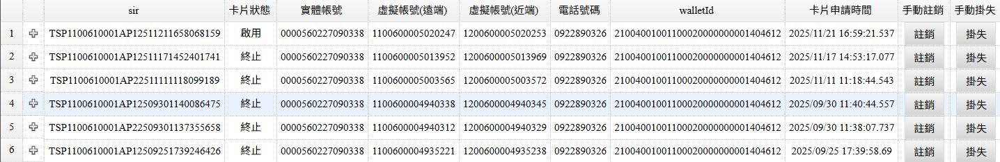 sir 卡片狀態 實體帳號 虛擬帳號(遠端) 虛擬帳號(近端) 電話號碼 walletId 卡片申請時間 手動註銷 手動掛失
1 TSP1100610001AP12511211658068159 啟用 0000560227090338 1100600005020247 1200600005020253 0922890326 21004001001100020000000001404612 2025/11/21 16:59:21.537 註銷 掛失
2 TSP1100610001AP12511171452401741 終止 0000560227090338 1100600005013952 1200600005013969 0922890326 21004001001100020000000001404612 2025/11/17 14:53:17.077 註銷 掛失
3 TSP1100610001AP22511111118099189 終止 0000560227090338 1100600005003565 1200600005003572 0922890326 21004001001100020000000001404612 2025/11/11 11:18:44.543 註銷 掛失
4 TSP1100610001AP12509301140086475 終止 0000560227090338 1100600004940338 1200600004940345 0922890326 21004001001100020000000001404612 2025/09/30 11:40:44.557 註銷 掛失
5 TSP1100610001AP22509301137355658 終止 0000560227090338 1100600004940312 1200600004940329 0922890326 21004001001100020000000001404612 2025/09/30 11:38:07.737 註銷 掛失
6 TSP1100610001AP12509251739246426 終止 0000560227090338 1100600004935221 1200600004935238 0922890326 21004001001100020000000001404612 2025/09/25 17:39:58.69 註銷 掛失